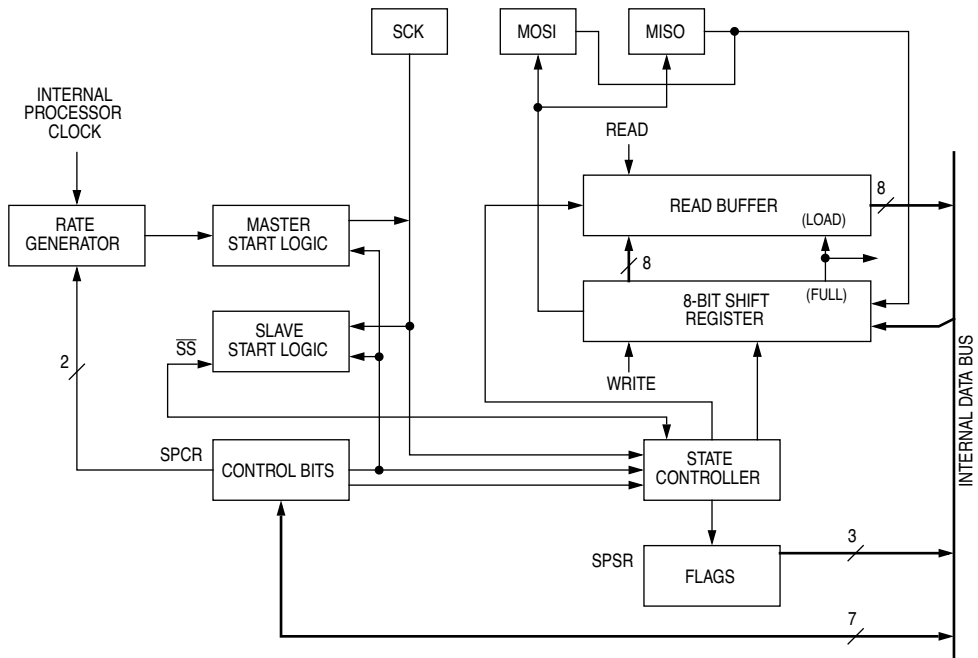 SCK
MOSI
MISO
INTERNAL
PROCESSOR
CLOCK
READ
RATE
GENERATOR
MASTER
START LOGIC
READ BUFFER
(LOAD)
8
8
8-BIT SHIFT
REGISTER
(FULL)
SLAVE
START LOGIC
SS
2
WRITE
INTERNAL DATA BUS
SPCR
CONTROL BITS
STATE
CONTROLLER
SPSR
FLAGS
3
7